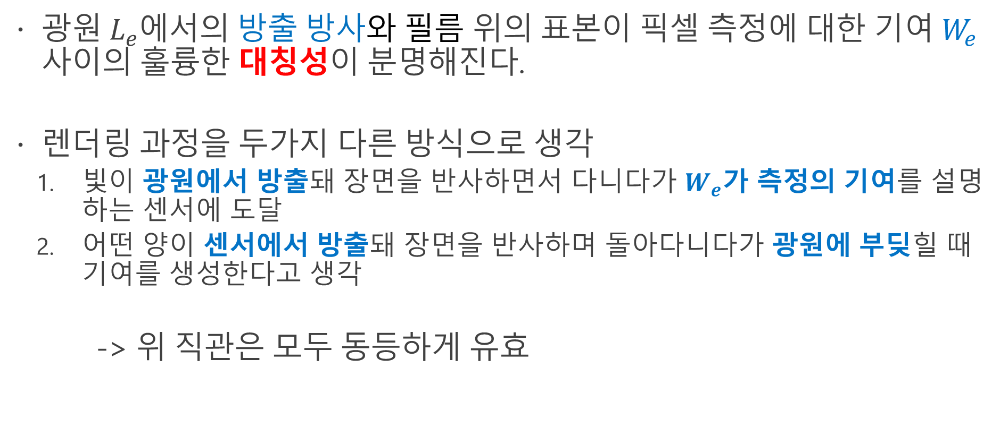 · 광원 Lₑ에서의 방출 방사와 필름 위의 표본이 픽셀 측정에 대한 기여 Wₑ
사이의 훌륭한 대칭성이 분명해진다.
· 렌더링 과정을 두가지 다른 방식으로 생각
1. 빛이 광원에서 방출돼 장면을 반사하면서 다니다가 Wₑ가 측정의 기여를 설명
하는 센서에 도달
2. 어떤 양이 센서에서 방출돼 장면을 반사하며 돌아다니다가 광원에 부딪힐 때
기여를 생성한다고 생각
-> 위 직관은 모두 동등하게 유효